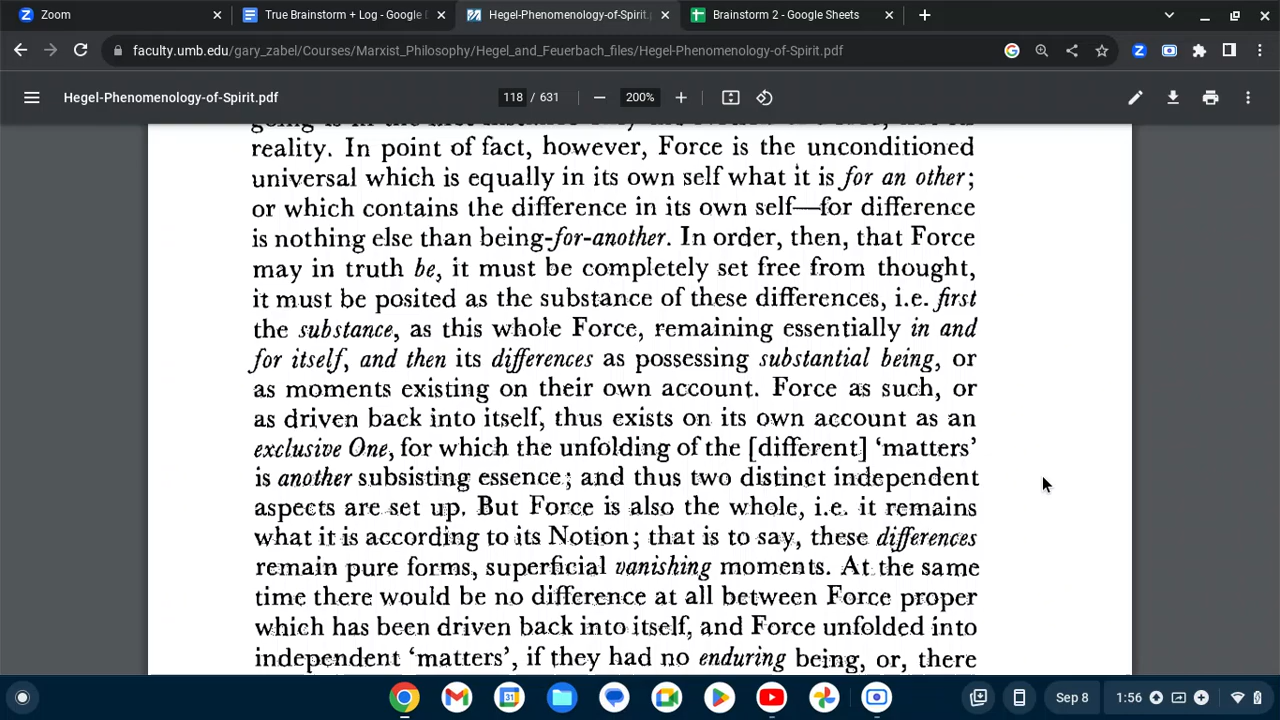 Zoom
True Brainstorm + Log - Google D
Hegel-Phenomenology-of-Spirit.
Brainstorm 2 - Google Sheets
faculty.umb.edu/gary_zabel/Courses/Marxist_Philosophy/Hegel_and_Feuerbach_files/Hegel-Phenomenology-of-Spirit.pdf
Hegel-Phenomenology-of-Spirit.pdf
118 / 631
200%
reality. In point of fact, however, Force is the unconditioned
universal which is equally in its own self what it is for an other;
or which contains the difference in its own self—for difference
is nothing else than being-for-another. In order, then, that Force
may in truth be, it must be completely set free from thought,
it must be posited as the substance of these differences, i.e. first
the substance, as this whole Force, remaining essentially in and
for itself, and then its differences as possessing substantial being, or
as moments existing on their own account. Force as such, or
as driven back into itself, thus exists on its own account as an
exclusive One, for which the unfolding of the [different] ‘matters’
is another subsisting essence; and thus two distinct independent
aspects are set up. But Force is also the whole, i.e. it remains
what it is according to its Notion; that is to say, these differences
remain pure forms, superficial vanishing moments. At the same
time there would be no difference at all between Force proper
which has been driven back into itself, and Force unfolded into
independent ‘matters’, if they had no enduring being, or, there
Sep 8
1:56